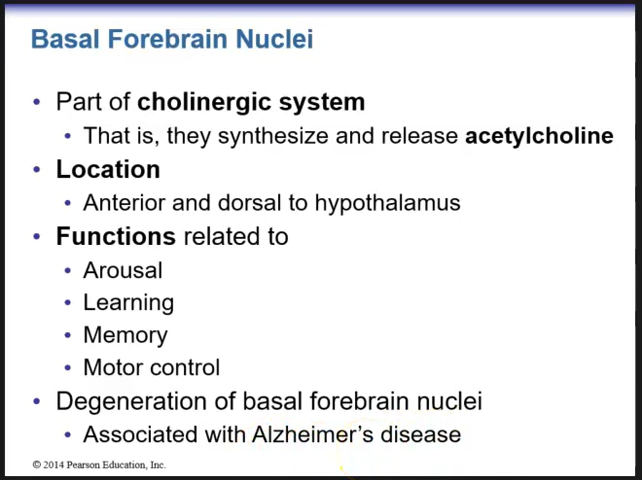 Basal Forebrain Nuclei
• Part of cholinergic system
• That is, they synthesize and release acetylcholine
• Location
• Anterior and dorsal to hypothalamus
• Functions related to
• Arousal
• Learning
• Memory
• Motor control
• Degeneration of basal forebrain nuclei
• Associated with Alzheimer’s disease
© 2014 Pearson Education, Inc.